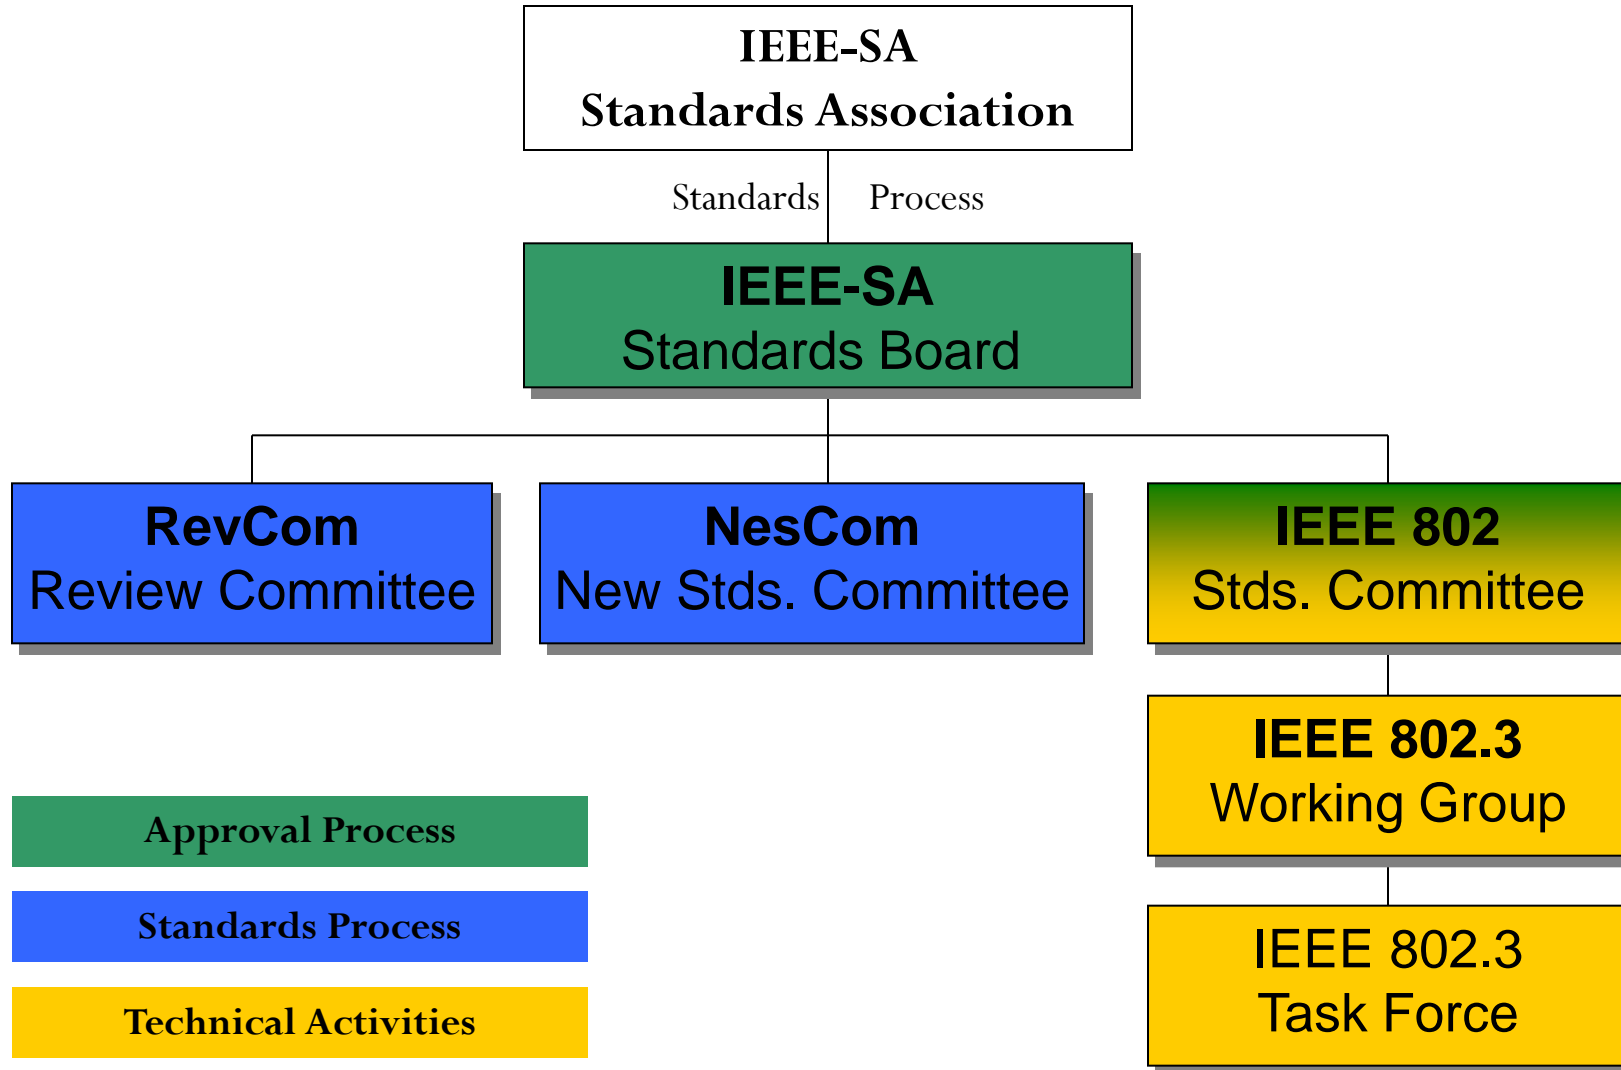 IEEE-SA
Standards Association
Standards Process
IEEE-SA
Standards Board
RevCom
Review Committee
NesCom
New Stds. Committee
IEEE 802
Stds. Committee
IEEE 802.3
Working Group
IEEE 802.3
Task Force
Approval Process
Standards Process
Technical Activities